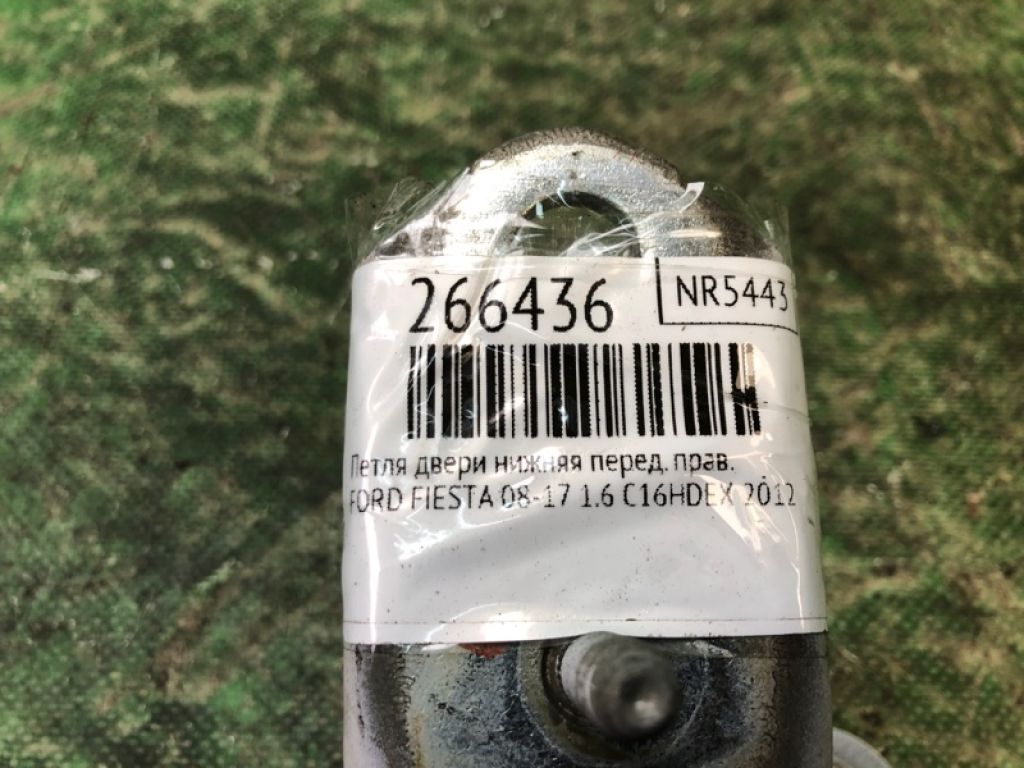 266436
NR5443
Петля двери нижняя перед. прав.
FORD FIESTA 08-17 1.6 C16HDEX 2012